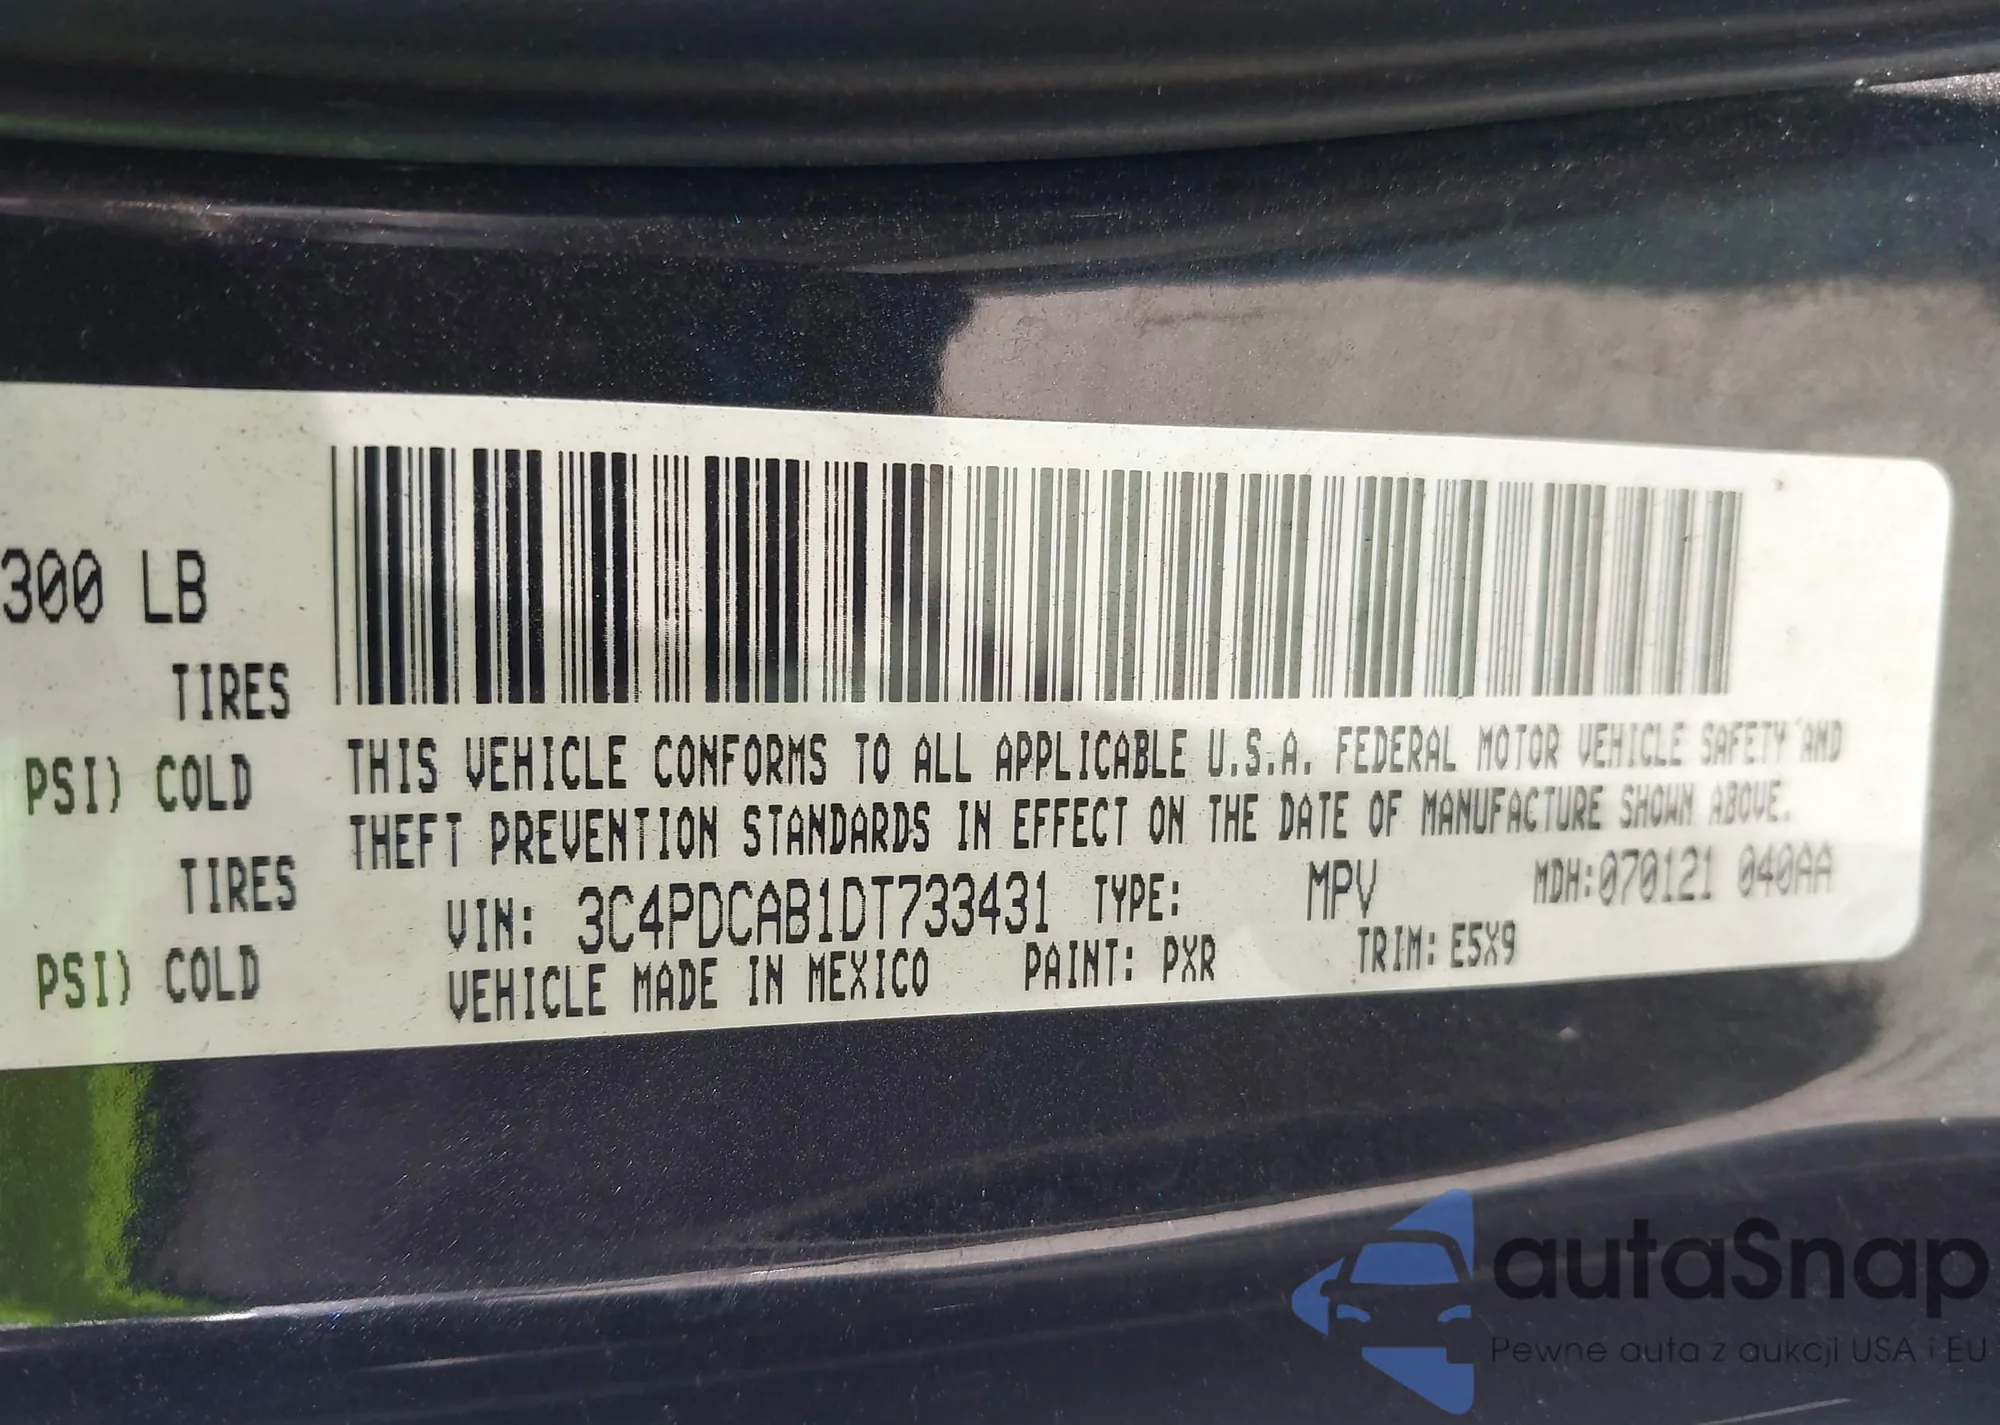 300 LB
TIRES
PSI) COLD
TIRES
PSI) COLD
THIS VEHICLE CONFORMS TO ALL APPLICABLE U.S.A. FEDERAL MOTOR VEHICLE SAFETY AND
THEFT PREVENTION STANDARDS IN EFFECT ON THE DATE OF MANUFACTURE SHOWN ABOVE.
VIN: 3C4PDCAB1DT733431 TYPE: MPV MDH:070121 040AA
VEHICLE MADE IN MEXICO PAINT: PXR TRIM: E5X9
autaSnap
Pewne auta z aukcji USA i EU